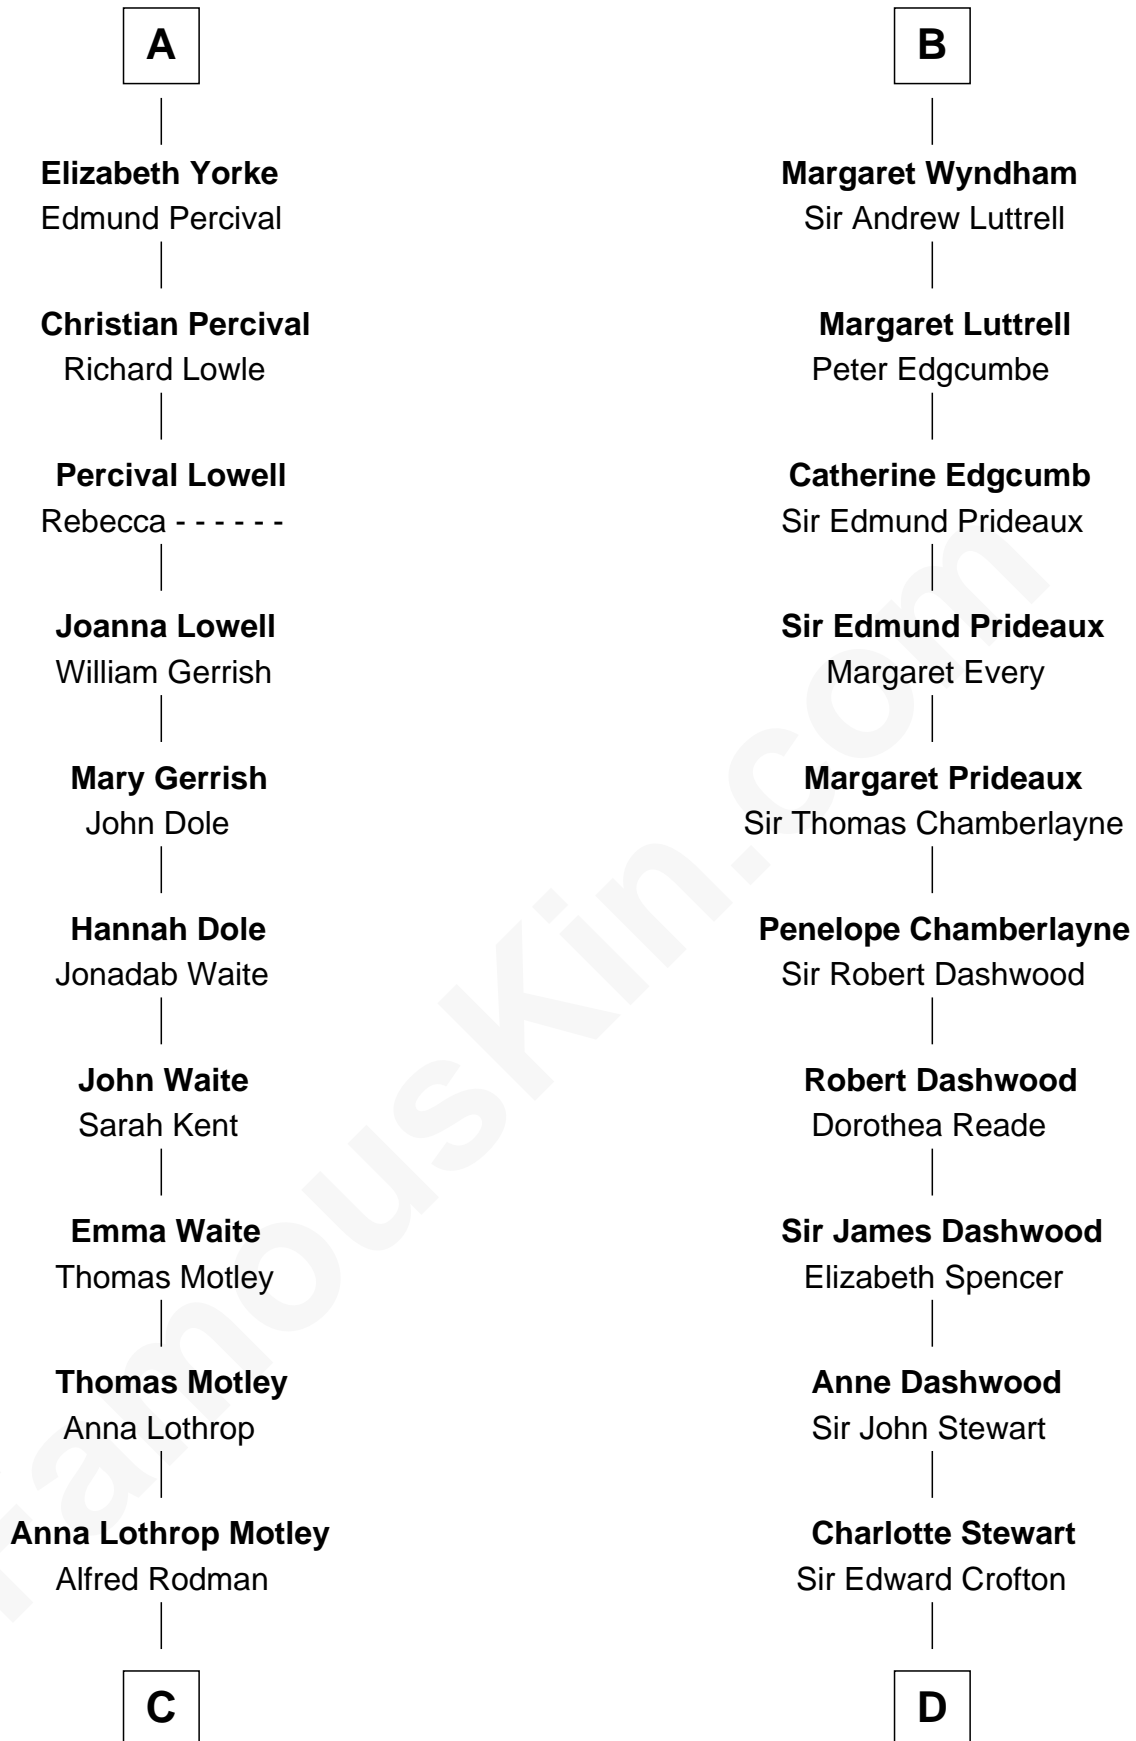 A
Elizabeth Yorke
Edmund Percival
Christian Percival
Richard Lowle
Percival Lowell
Rebecca - - - - - -
Joanna Lowell
William Gerrish
Mary Gerrish
John Dole
Hannah Dole
Jonadab Waite
John Waite
Sarah Kent
Emma Waite
Thomas Motley
Thomas Motley
Anna Lothrop
Anna Lothrop Motley
Alfred Rodman
C
B
Margaret Wyndham
Sir Andrew Luttrell
Margaret Luttrell
Peter Edgcumbe
Catherine Edgcumb
Sir Edmund Prideaux
Sir Edmund Prideaux
Margaret Every
Margaret Prideaux
Sir Thomas Chamberlayne
Penelope Chamberlayne
Sir Robert Dashwood
Robert Dashwood
Dorothea Reade
Sir James Dashwood
Elizabeth Spencer
Anne Dashwood
Sir John Stewart
Charlotte Stewart
Sir Edward Crofton
D
FamousKin.com